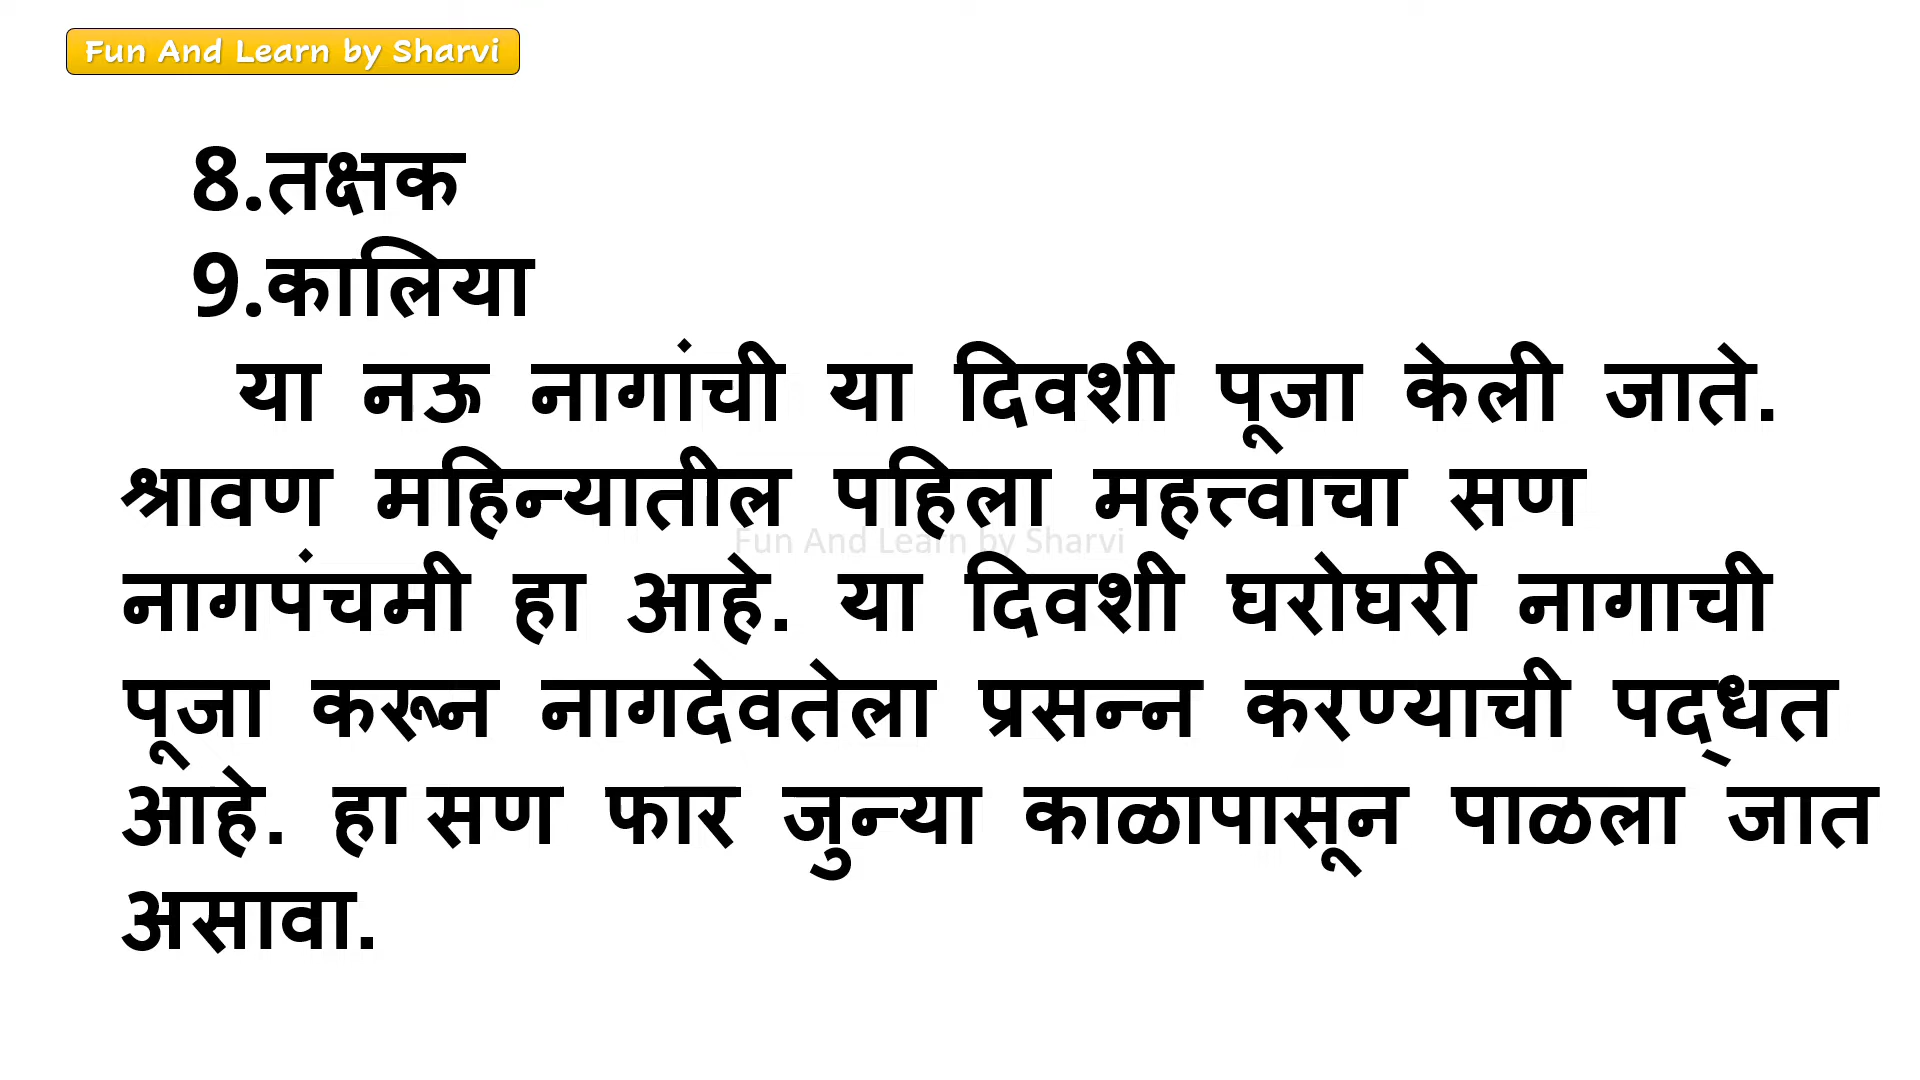 Fun And Learn by Sharvi
8.तक्षक
9.कालिया
या नऊ नागांची या दिवशी पूजा केली जाते.
श्रावण महिन्यातील पहिला महत्त्वाचा सण
Fun And Learn by Sharvi
नागपंचमी हा आहे. या दिवशी घरोघरी नागाची
पूजा करून नागदेवतेला प्रसन्न करण्याची पद्धत
आहे. हा सण फार जुन्या काळापासून पाळला जात
असावा.